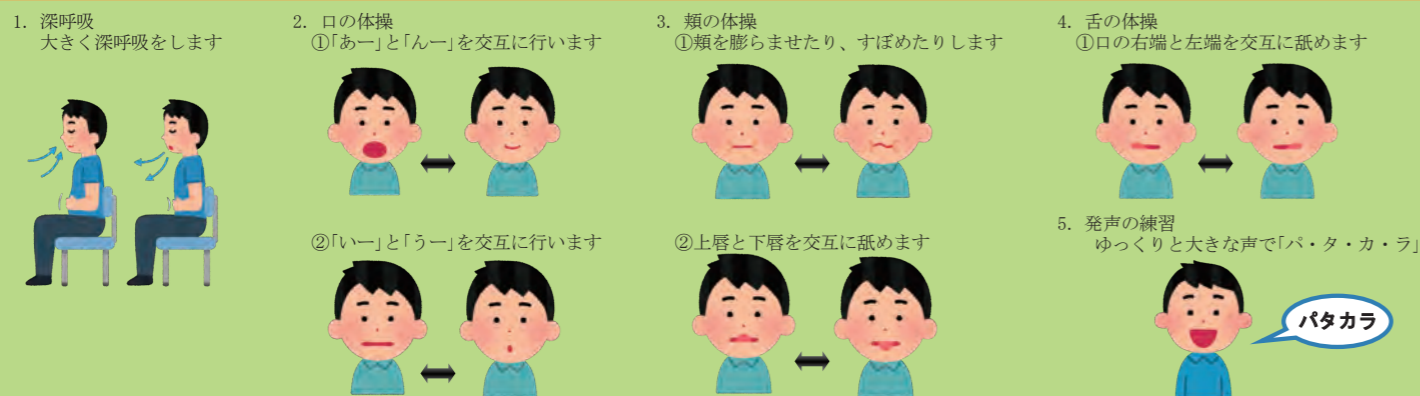 1. 深呼吸
大きく深呼吸をします
2. 口の体操
①「あー」と「んー」を交互に行います
②「いー」と「うー」を交互に行います
3. 頬の体操
①頬を膨らませたり、すぼめたりします
②上唇と下唇を交互に舐めます
4. 舌の体操
①口の右端と左端を交互に舐めます
5. 発声の練習
ゆっくりと大きな声で「パ・タ・カ・ラ」
パタカラ